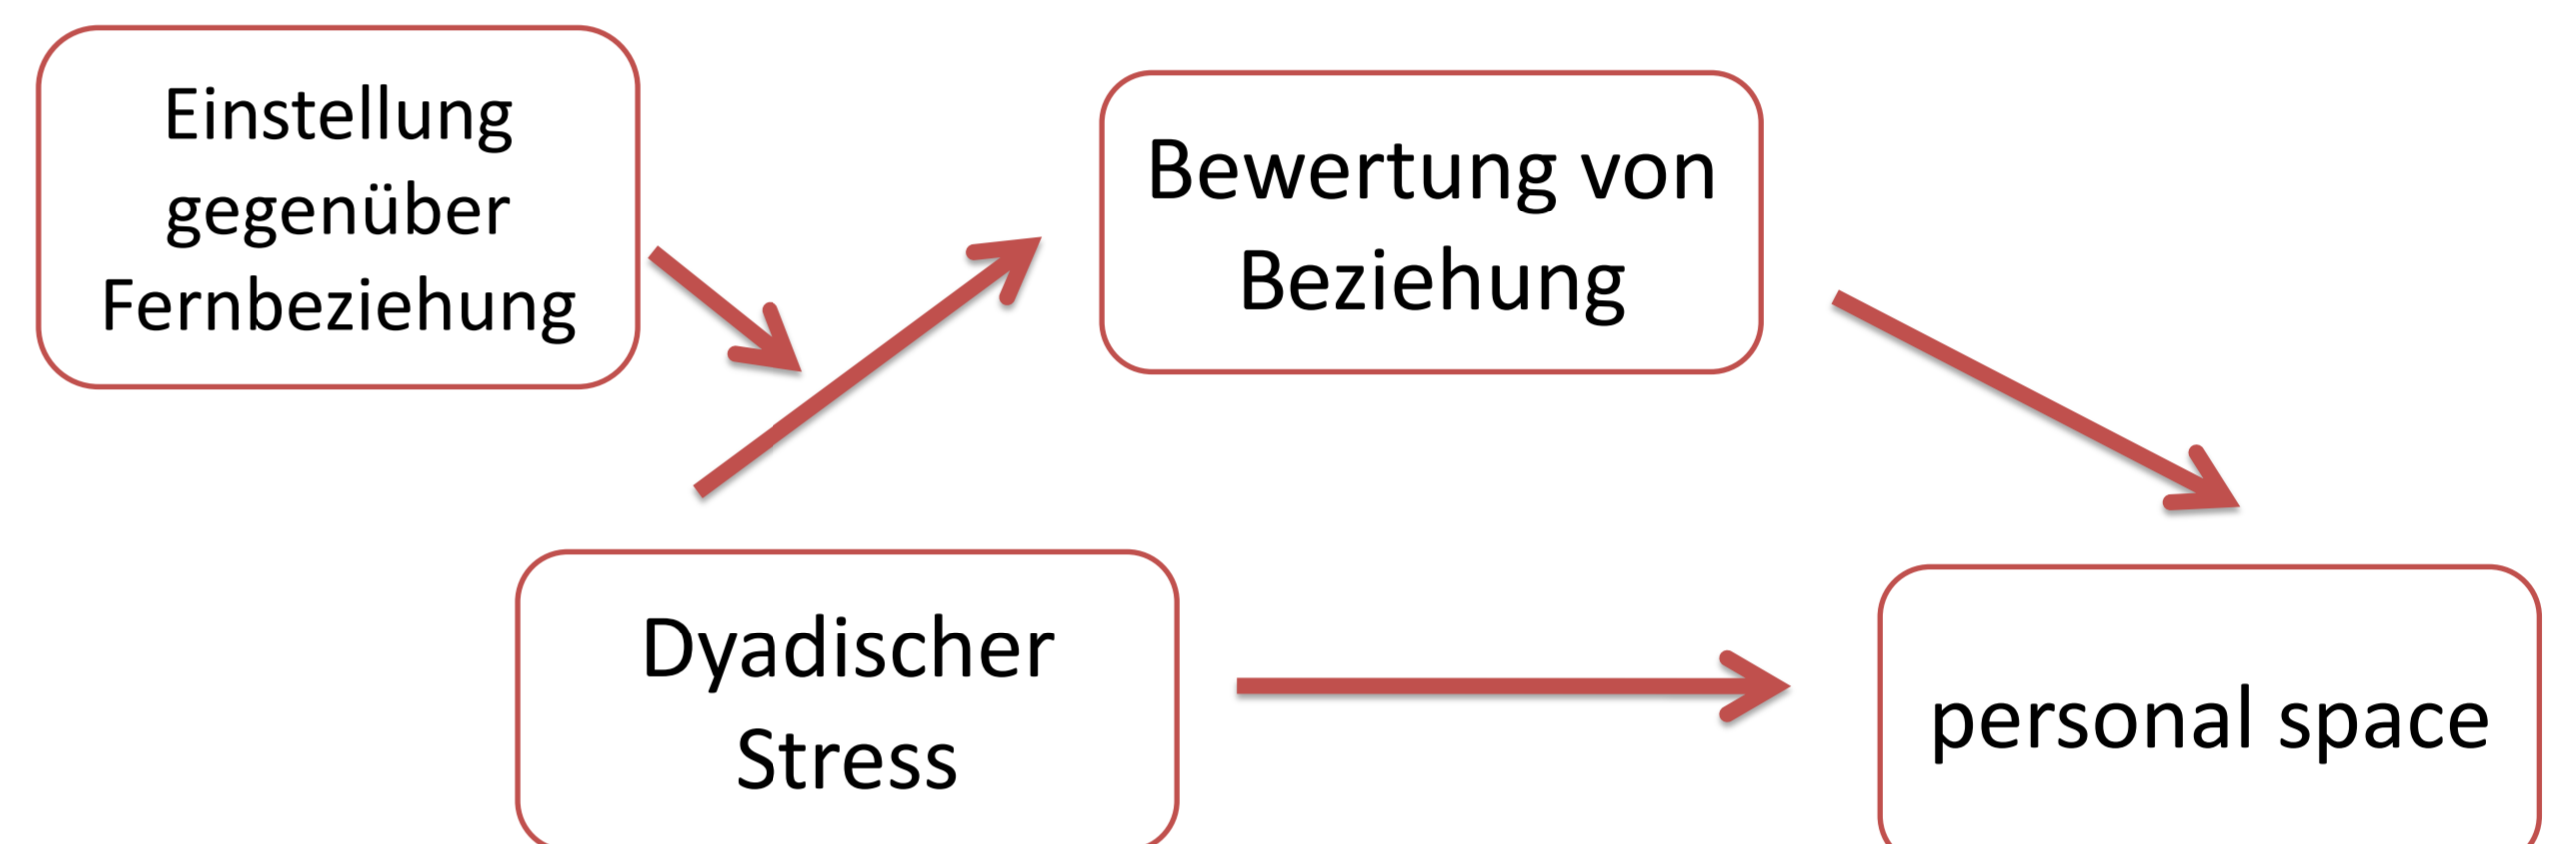 Einstellung
gegenüber
Fernbeziehung
Bewertung von
Beziehung
Dyadischer
Stress
personal space